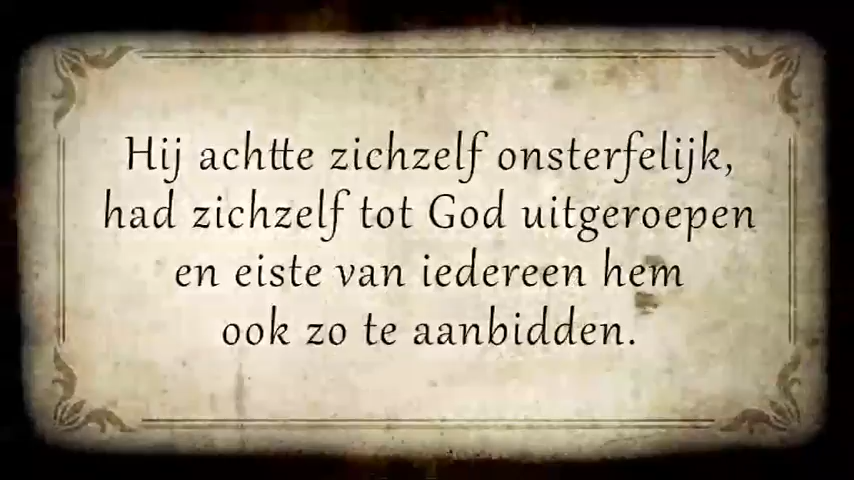 Hij achtte zichzelf onsterfelijk,
had zichzelf tot God uitgeroepen
en eiste van iedereen hem
ook zo te aanbidden.